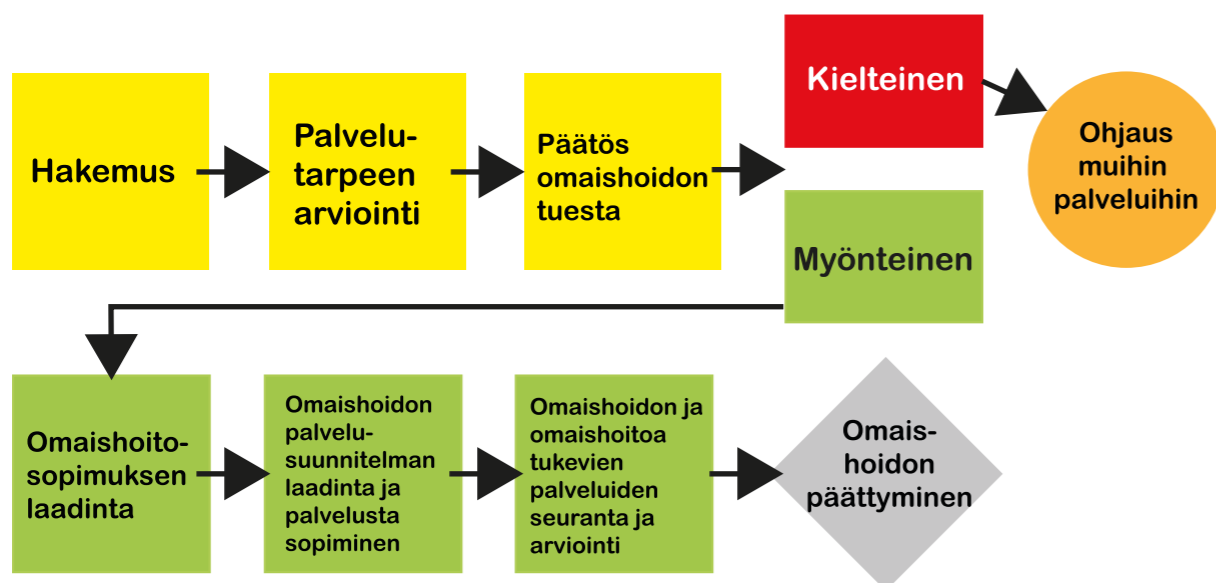 Hakemus
Palvelu-
tarpeen
arviointi
Päätös
omaishoidon
tuesta
Kielteinen
Ohjaus
muihin
palveluihin
Myönteinen
Omaishoito-
sopimuksen
laadinta
Omaishoidon
palvelu-
suunnitelman
laadinta ja
palvelusta
sopiminen
Omaishoidon ja
omaishoitoa
tukevien
palveluiden
seuranta ja
arviointi
Omais-
hoidon
päättyminen